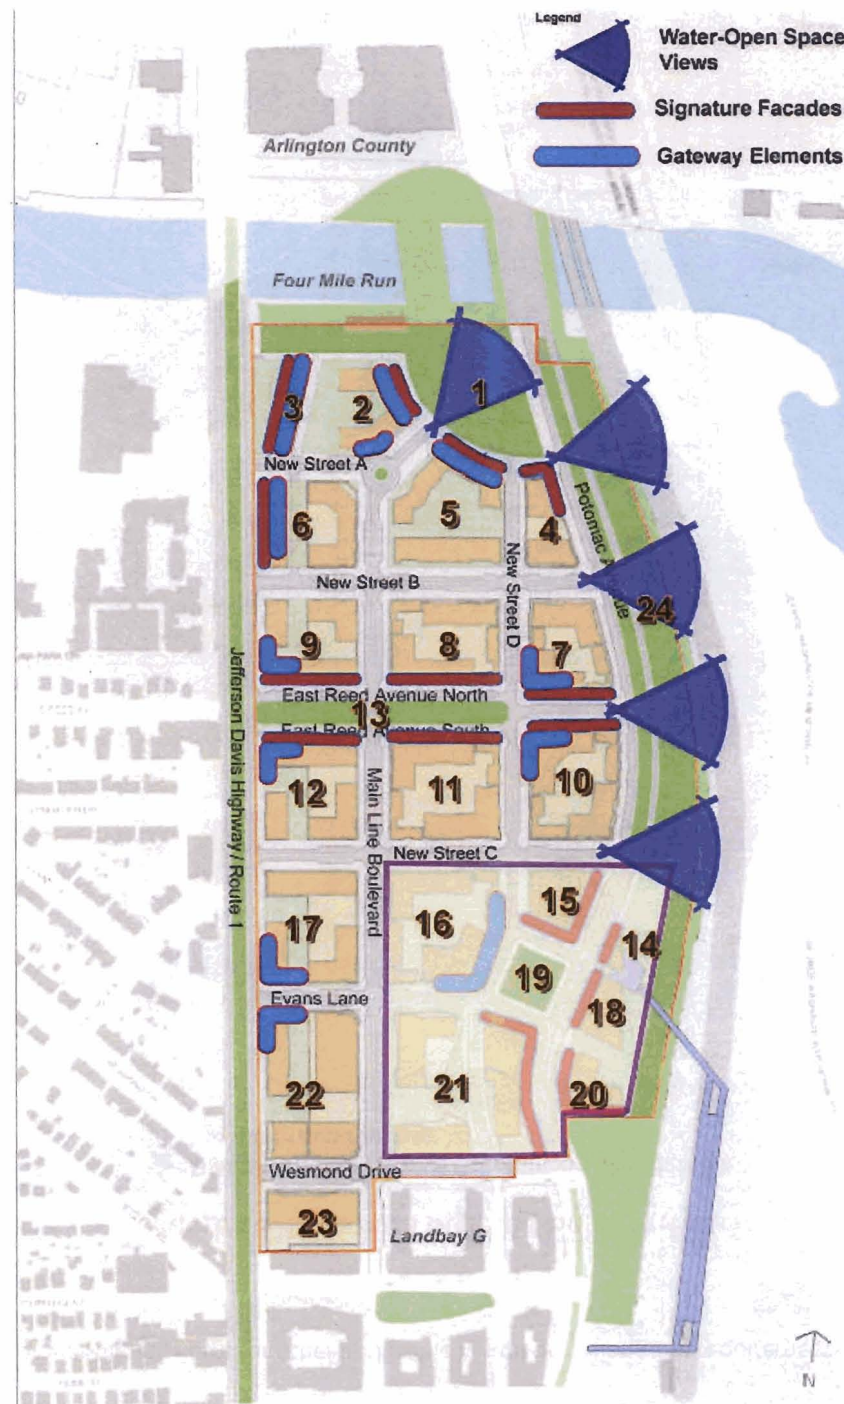 Legend
Water-Open Space
Views
Signature Facades
Gateway Elements
Arlington County
Four Mile Run
1
2
3
New Street A
4
5
6
Potomac Avenue
New Street B
New Street D
24
7
8
9
East Reed Avenue North
13
East Reed Avenue South
Jefferson Davis Highway / Route 1
10
11
12
Main Line Boulevard
New Street C
14
15
16
17
Evans Lane
18
19
20
21
22
Wesmond Drive
23
Landbay G
N